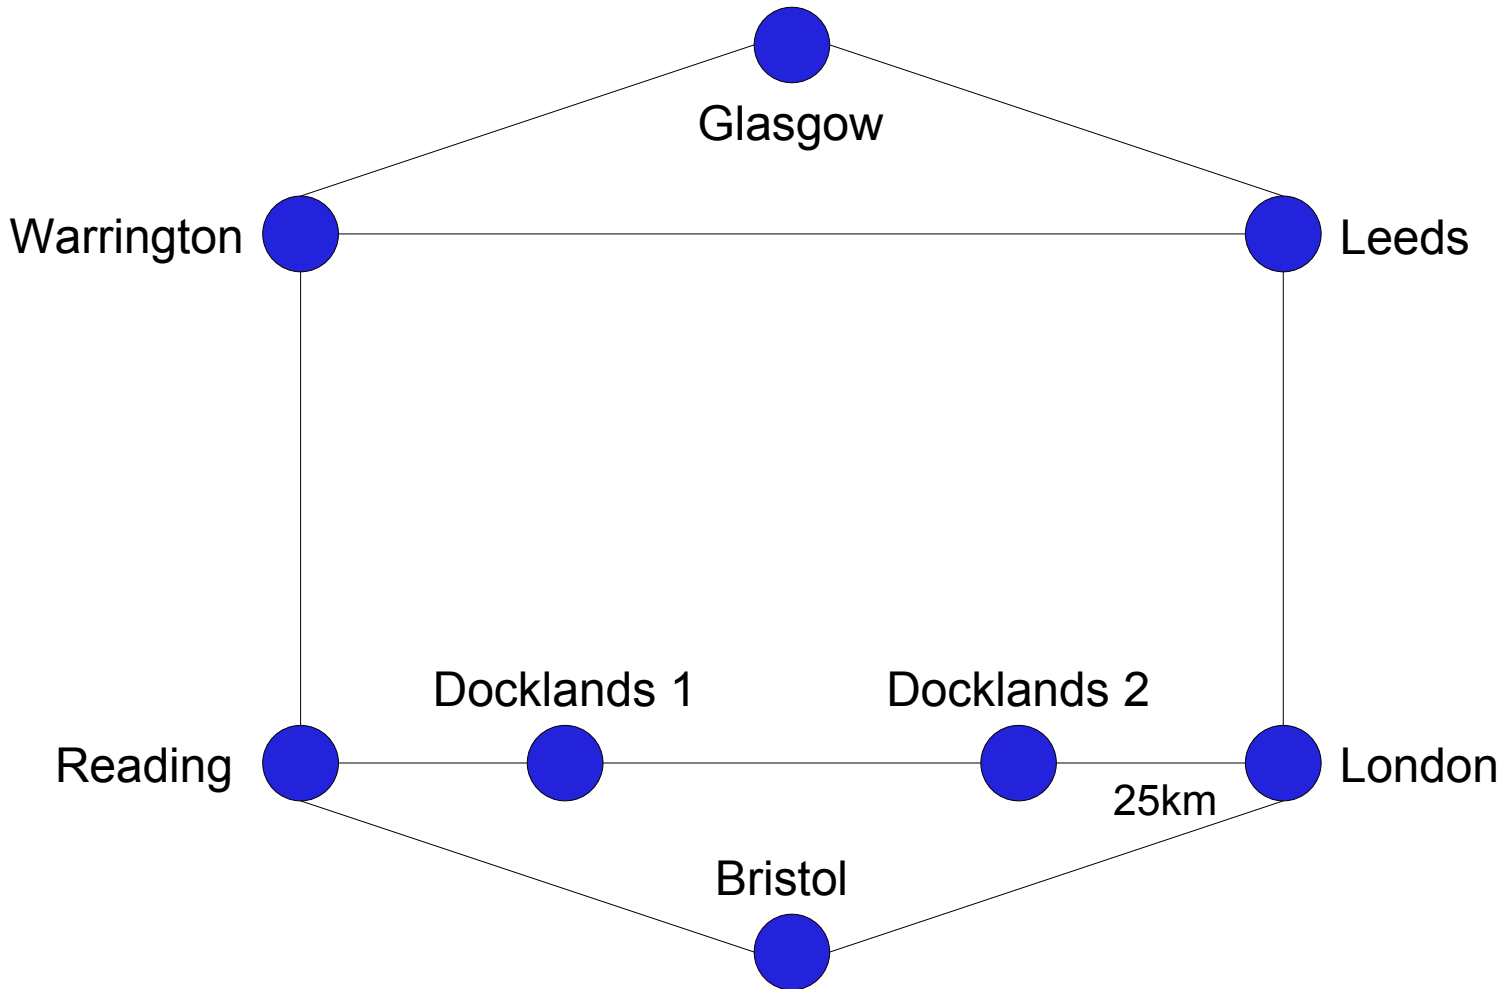 Glasgow
Warrington
Leeds
Docklands 1
Docklands 2
Reading
London
25km
Bristol